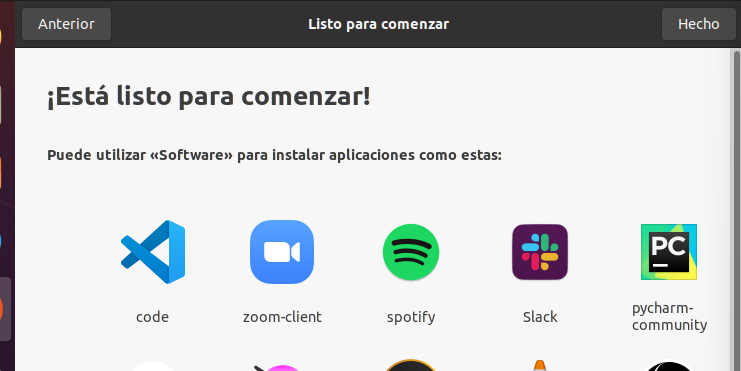 Anterior
Listo para comenzar
Hecho
¡Está listo para comenzar!
Puede utilizar «Software» para instalar aplicaciones como estas:
PC
code
zoom-client
spotify
Slack
pycharm-
community